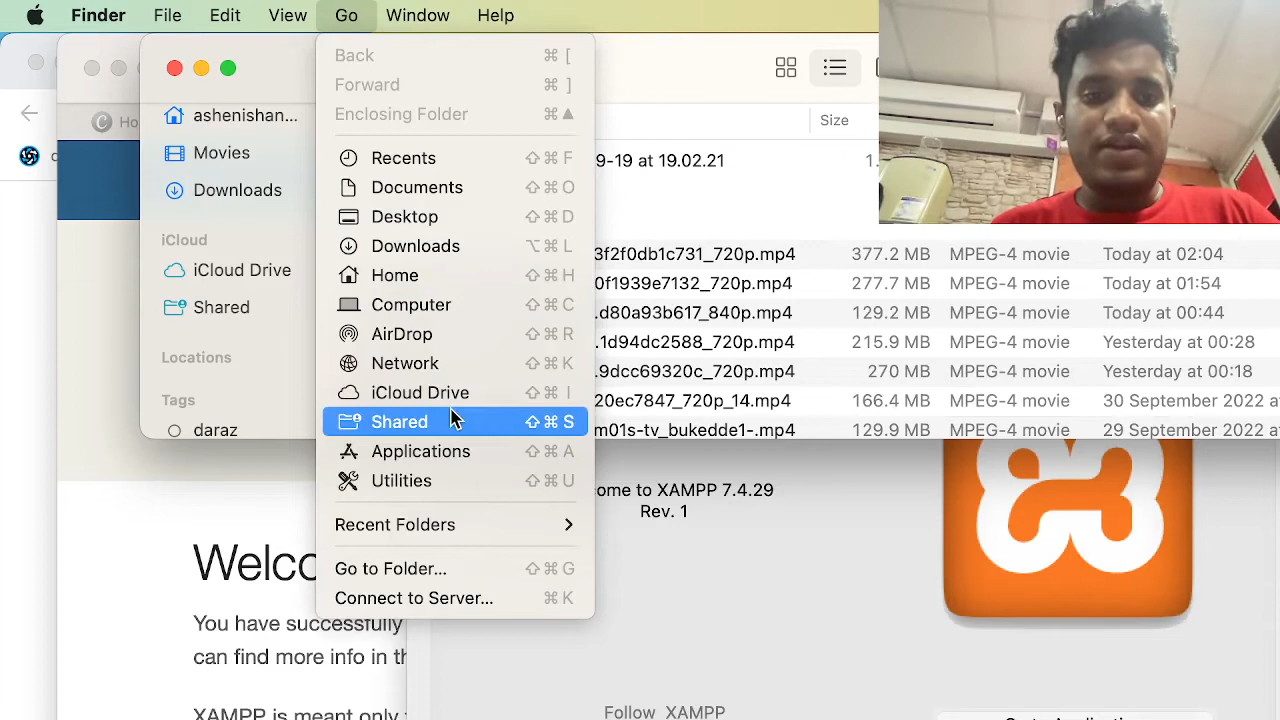 Finder File Edit View Go Window Help
ashenishan...
Movies
Downloads
iCloud
iCloud Drive
Shared
Locations
Tags
daraz
Back ⌘ [
Forward ⌘ ]
Enclosing Folder ⌘ ▲
Recents ⇧ ⌘ F
Documents ⇧ ⌘ O
Desktop ⇧ ⌘ D
Downloads ⌥ ⌘ L
Home ⇧ ⌘ H
Computer ⇧ ⌘ C
AirDrop ⇧ ⌘ R
Network ⇧ ⌘ K
iCloud Drive ⇧ ⌘ I
Shared ⇧ ⌘ S
Applications ⇧ ⌘ A
Utilities ⇧ ⌘ U
Recent Folders
Go to Folder... ⇧ ⌘ G
Connect to Server... ⌘ K
Size
9-19 at 19.02.21 1.
3f2f0db1c731_720p.mp4 377.2 MB MPEG-4 movie Today at 02:04
0f1939e7132_720p.mp4 277.7 MB MPEG-4 movie Today at 01:54
.d80a93b617_840p.mp4 129.2 MB MPEG-4 movie Today at 00:44
.1d94dc2588_720p.mp4 215.9 MB MPEG-4 movie Yesterday at 00:28
.9dcc69320c_720p.mp4 270 MB MPEG-4 movie Yesterday at 00:18
20ec7847_720p_14.mp4 166.4 MB MPEG-4 movie 30 September 2022 a
m01s-tv_bukedde1-.mp4 129.9 MB MPEG-4 movie 29 September 2022 a
Ho
Welco
You have successfully
can find more info in th
XAMPP is meant only
ome to XAMPP 7.4.29
Rev. 1
Follow XAMPP